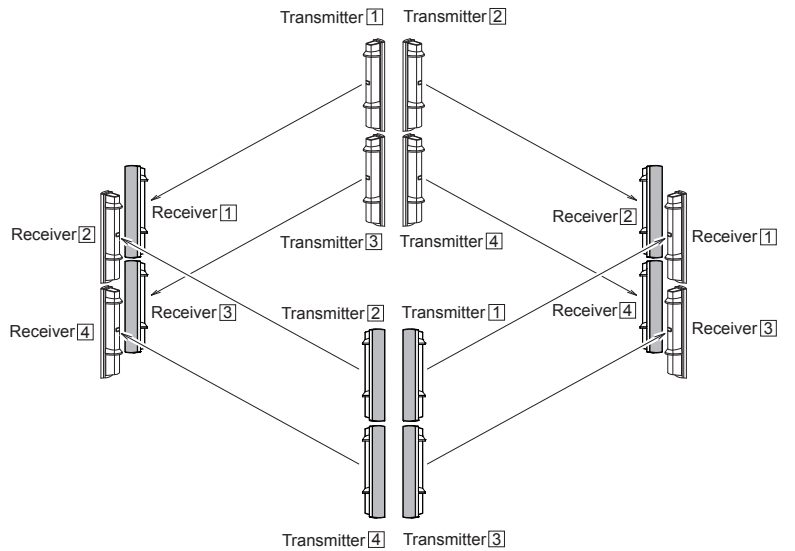 Transmitter 1 Transmitter 2
Receiver 1
Receiver 2
Receiver 2
Receiver 1
Transmitter 3 Transmitter 4
Receiver 3
Transmitter 2 Transmitter 1
Receiver 4
Receiver 4
Receiver 3
Transmitter 4 Transmitter 3